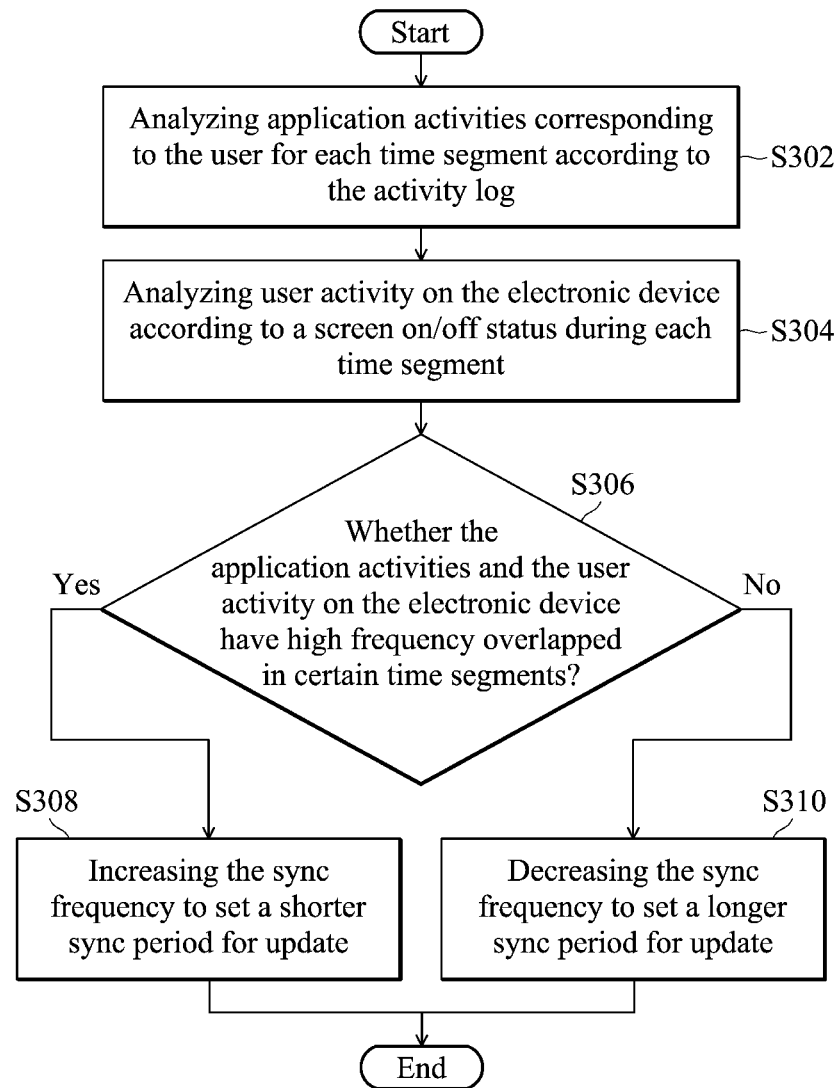 Start
Analyzing application activities corresponding
to the user for each time segment according to
the activity log
S302
Analyzing user activity on the electronic device
according to a screen on/off status during each
time segment
S304
S306
Whether the
application activities and the user
activity on the electronic device
have high frequency overlapped
in certain time segments?
Yes
No
S308
Increasing the sync
frequency to set a shorter
sync period for update
S310
Decreasing the sync
frequency to set a longer
sync period for update
End